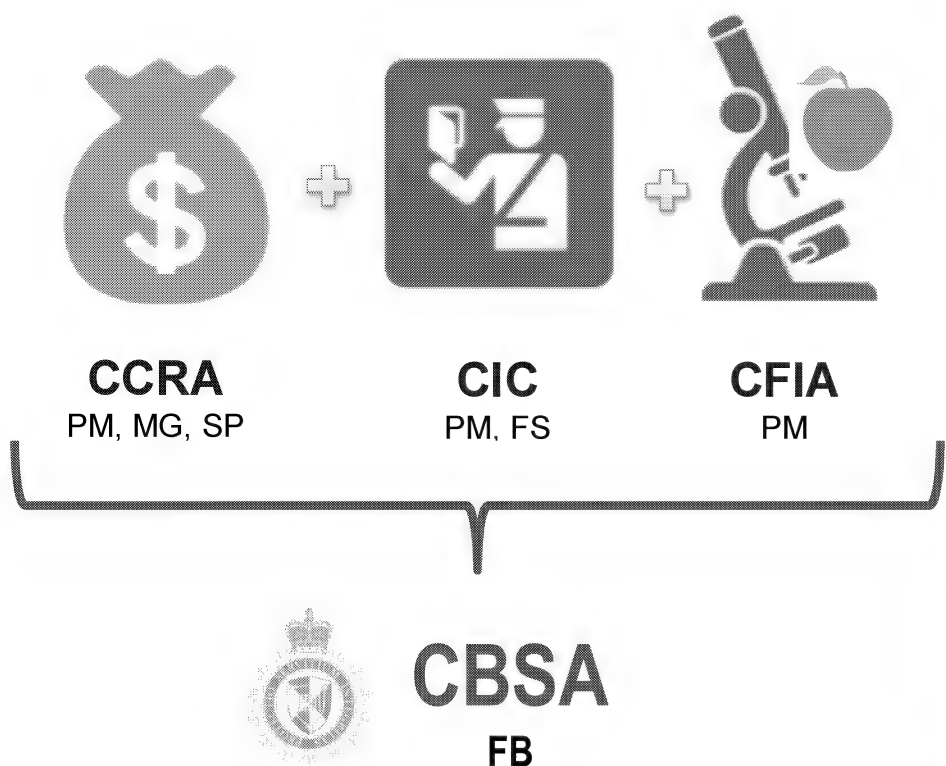 $
CCRA
PM, MG, SP
CIC
PM, FS
CFIA
PM
CBSA
FB